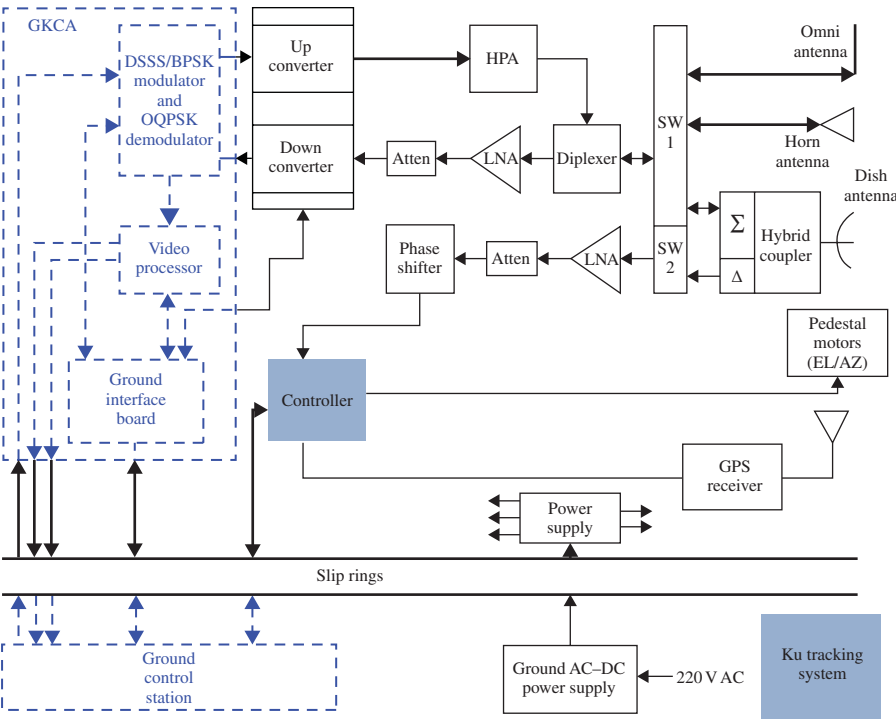 GKCA
DSSS/BPSK
modulator
and
OQPSK
demodulator
Up
converter
HPA
Omni
antenna
SW
1
Down
converter
Atten
LNA
Diplexer
Horn
antenna
Dish
antenna
Video
processor
Phase
shifter
Atten
LNA
SW
2
Σ
Δ
Hybrid
coupler
Pedestal
motors
(EL/AZ)
Ground
interface
board
Controller
GPS
receiver
Power
supply
Slip rings
Ground
control
station
Ground AC–DC
power supply
220 V AC
Ku tracking
system